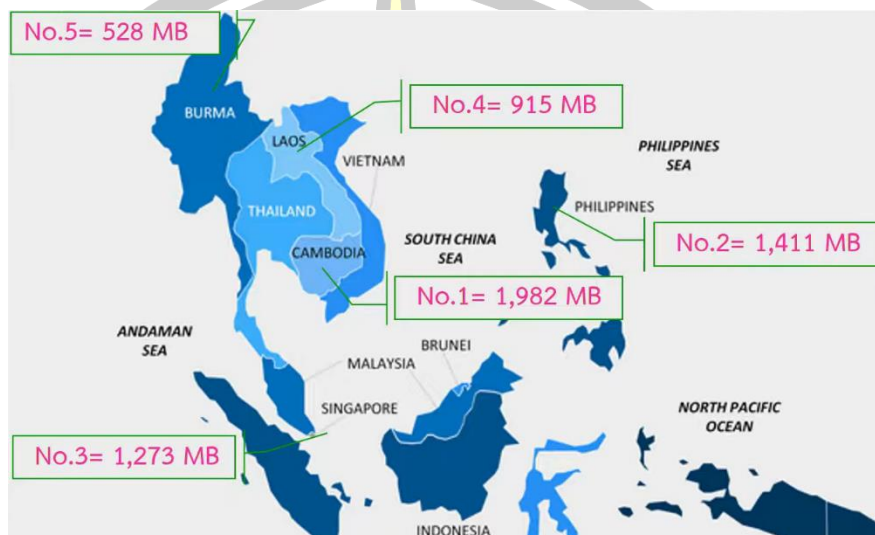 No.5= 528 MB
BURMA
No.4= 915 MB
LAOS
VIETNAM
PHILIPPINES
SEA
THAILAND
PHILIPPINES
No.2= 1,411 MB
SOUTH CHINA
SEA
CAMBODIA
No.1= 1,982 MB
ANDAMAN
SEA
BRUNEI
MALAYSIA
SINGAPORE
NORTH PACIFIC
OCEAN
No.3= 1,273 MB
INDONESIA